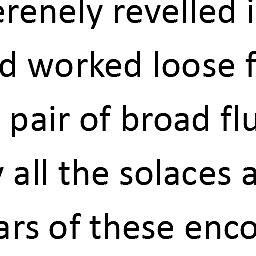 erenely revelled i
d worked loose f
pair of broad flu
y all the solaces a
ars of these enco